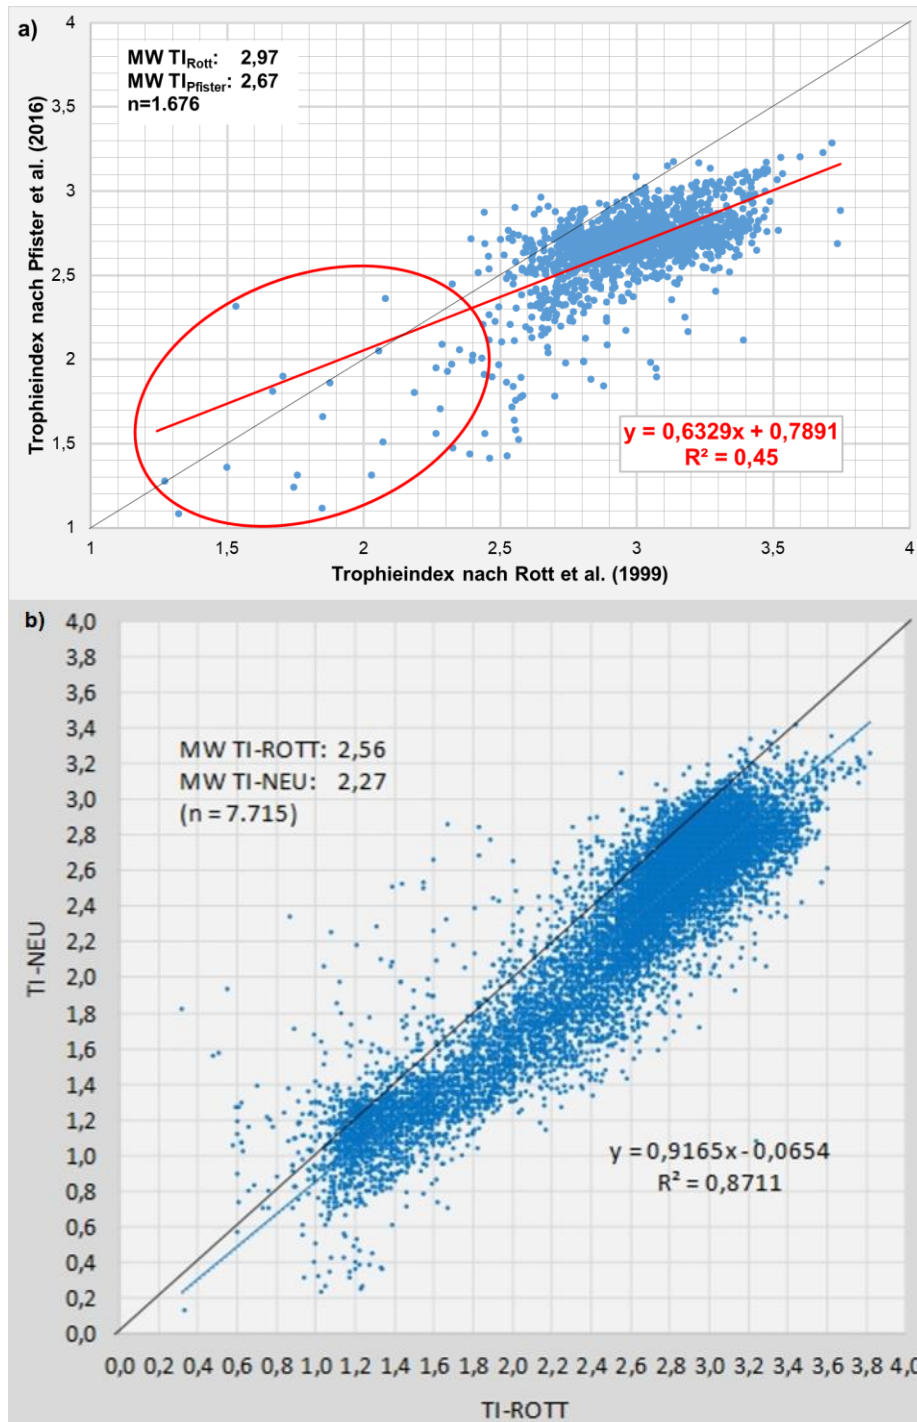 a)
MW TI Rott: 2,97
MW TI Pfister: 2,67
n=1.676
Trophieindex nach Pfister et al. (2016)
4
3,5
3
2,5
2
1,5
1
y = 0,6329x + 0,7891
R² = 0,45
1 1,5 2 2,5 3 3,5 4
Trophieindex nach Rott et al. (1999)
b)
4,0
3,8
3,6
3,4
3,2
3,0
2,8
2,6
2,4
2,2
2,0
1,8
1,6
1,4
1,2
1,0
0,8
0,6
0,4
0,2
0,0
TI-NEU
MW TI-ROTT: 2,56
MW TI-NEU: 2,27
(n = 7.715)
y = 0,9165x - 0,0654
R² = 0,8711
0,0 0,2 0,4 0,6 0,8 1,0 1,2 1,4 1,6 1,8 2,0 2,2 2,4 2,6 2,8 3,0 3,2 3,4 3,6 3,8 4,0
TI-ROTT